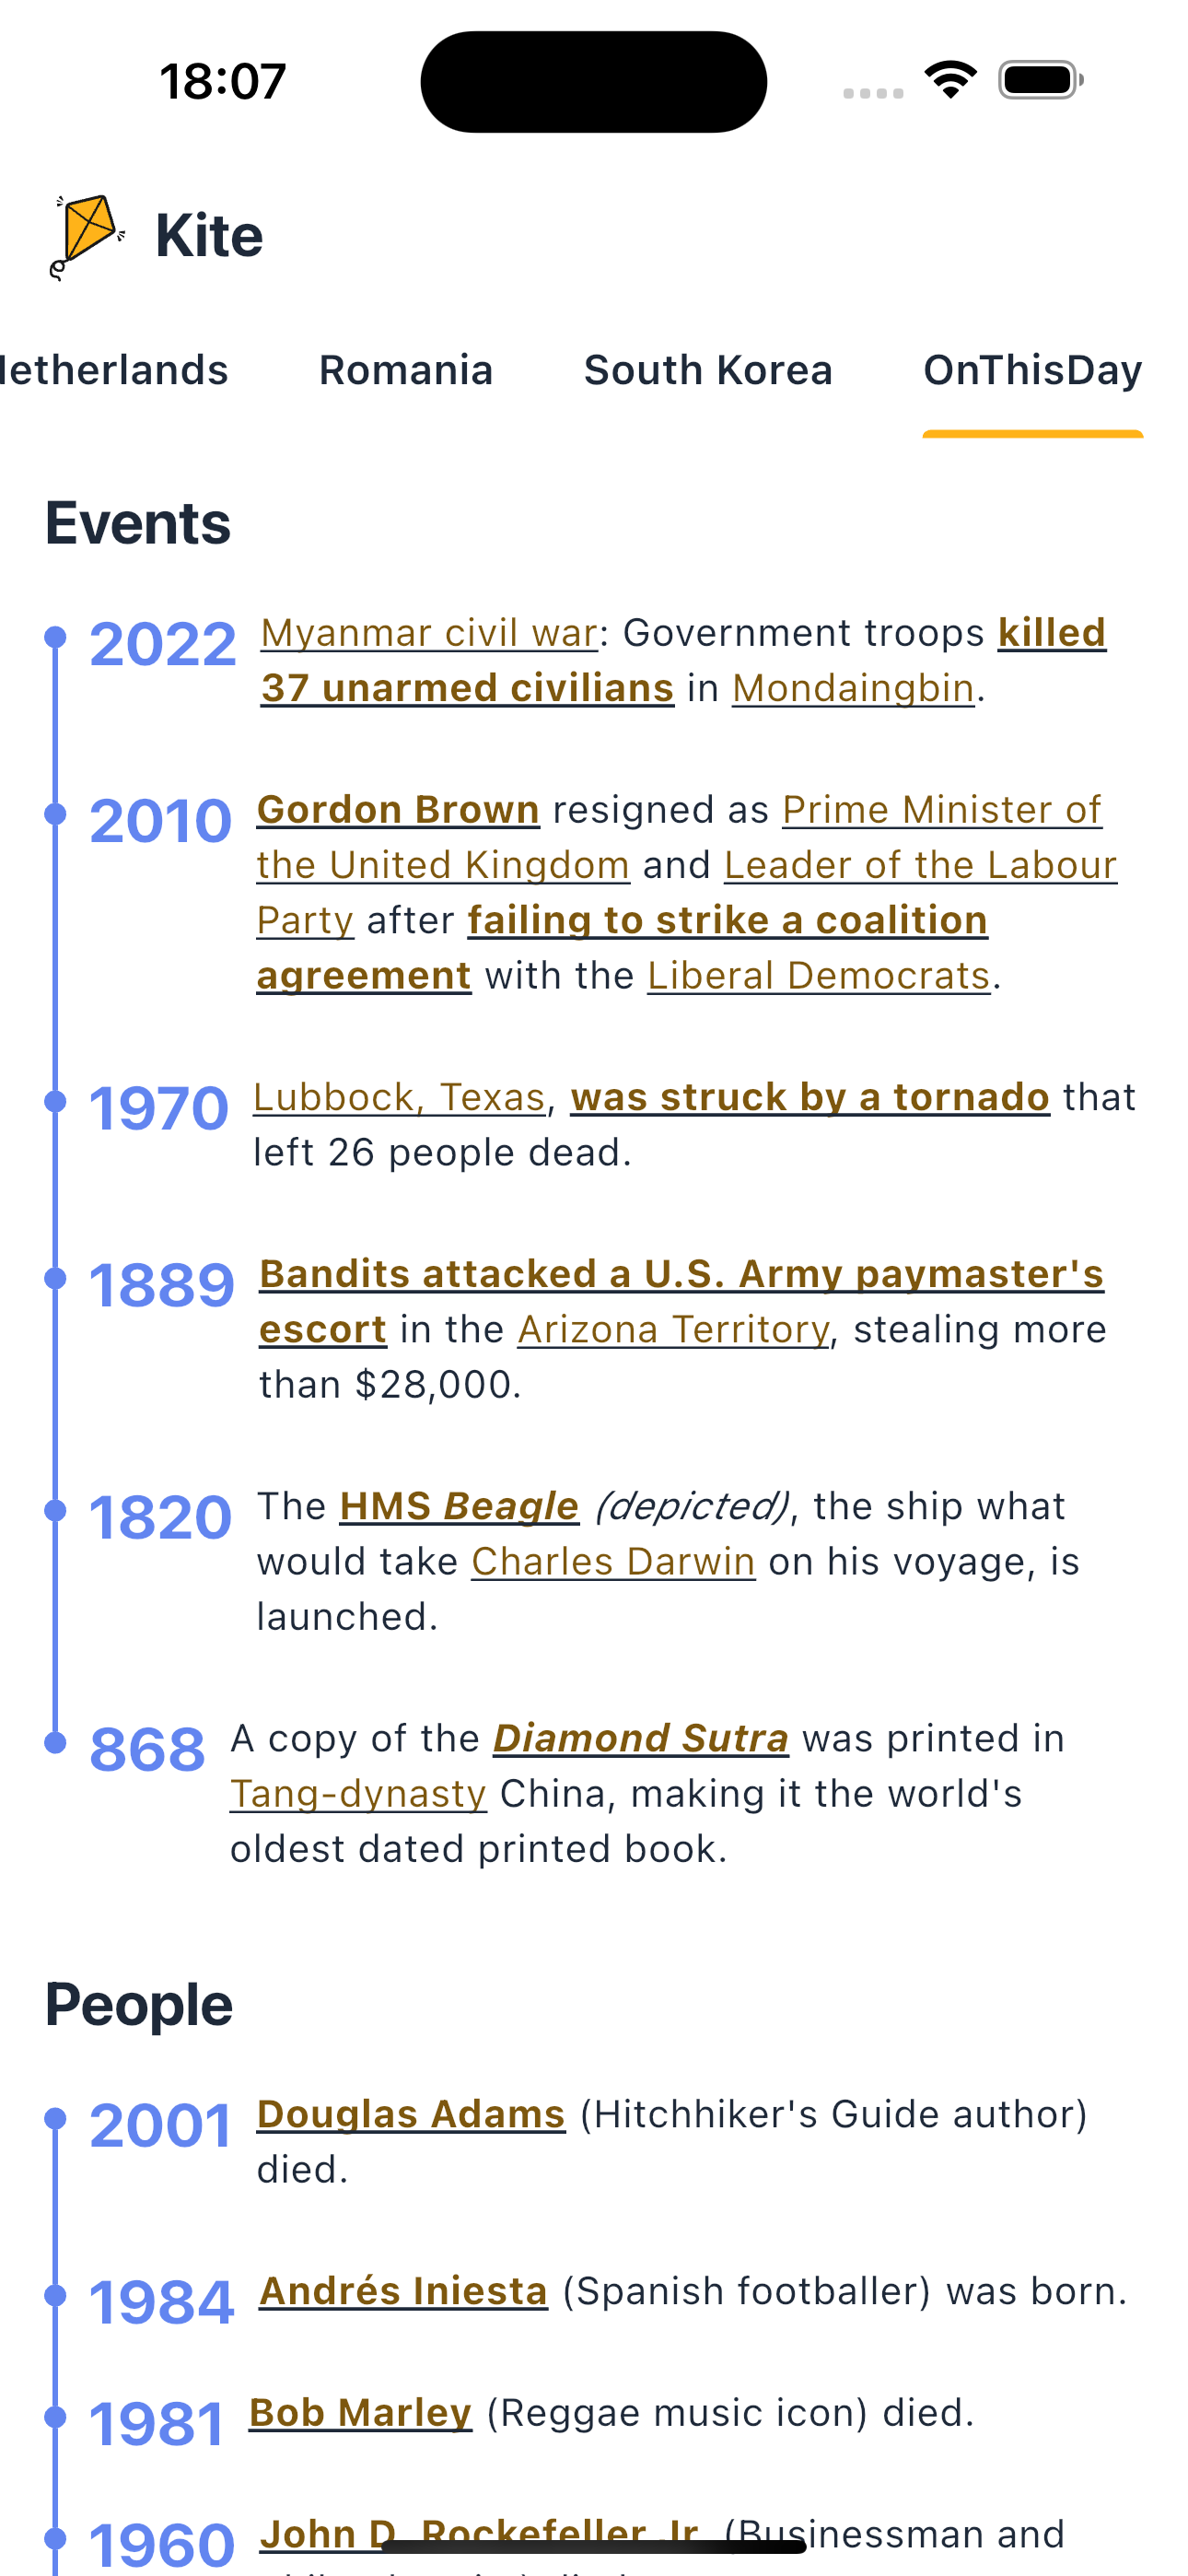 18:07
Kite
etherlands Romania South Korea OnThisDay
Events
2022 Myanmar civil war: Government troops killed
37 unarmed civilians in Mondaingbin.
2010 Gordon Brown resigned as Prime Minister of
the United Kingdom and Leader of the Labour
Party after failing to strike a coalition
agreement with the Liberal Democrats.
1970 Lubbock, Texas, was struck by a tornado that
left 26 people dead.
1889 Bandits attacked a U.S. Army paymaster's
escort in the Arizona Territory, stealing more
than $28,000.
1820 The HMS Beagle (depicted), the ship what
would take Charles Darwin on his voyage, is
launched.
868 A copy of the Diamond Sutra was printed in
Tang-dynasty China, making it the world's
oldest dated printed book.
People
2001 Douglas Adams (Hitchhiker's Guide author)
died.
1984 Andrés Iniesta (Spanish footballer) was born.
1981 Bob Marley (Reggae music icon) died.
1960 John D. Rockefeller Jr. (Businessman and